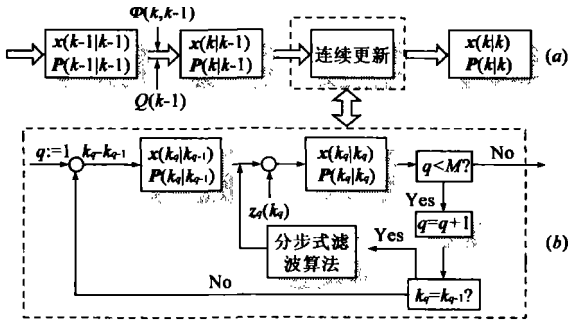 Φ(k,k-1)
x(k-1|k-1)
P(k-1|k-1)
x(k|k-1)
P(k|k-1)
连续更新
x(k|k)
P(k|k)
(a)
Q(k-1)
q:=1
k_q-k_{q-1}
x(k_q|k_{q-1})
P(k_q|k_{q-1})
x(k_q|k_q)
P(k_q|k_q)
q<M?
No
z_q(k_q)
Yes
q=q+1
(b)
分步式滤
波算法
Yes
No
k_q=k_{q-1}?